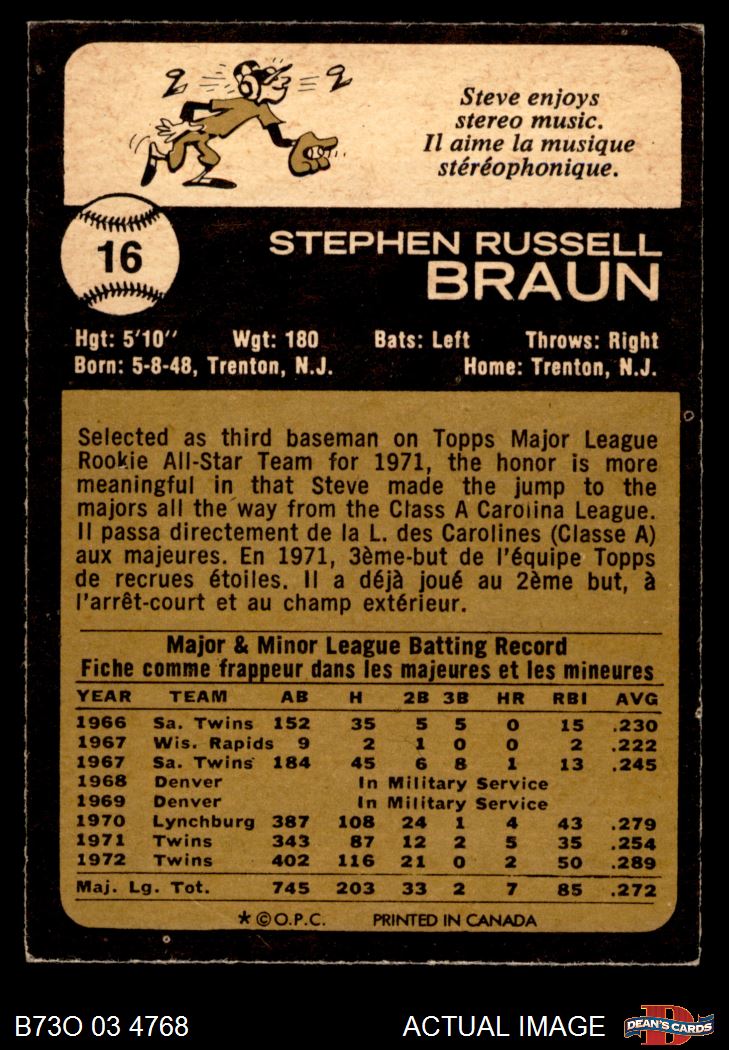 Steve enjoys
stereo music.
Il aime la musique
stéréophonique.
16
STEPHEN RUSSELL
BRAUN
Hgt: 5'10" Wgt: 180 Bats: Left Throws: Right
Born: 5-8-48, Trenton, N.J. Home: Trenton, N.J.
Selected as third baseman on Topps Major League
Rookie All-Star Team for 1971, the honor is more
meaningful in that Steve made the jump to the
majors all the way from the Class A Carolina League.
Il passa directement de la L. des Carolines (Classe A)
aux majeures. En 1971, 3ème-but de l'équipe Topps
de recrues étoiles. Il a déjà joué au 2ème but, à
l'arrêt-court et au champ extérieur.
Major & Minor League Batting Record
Fiche comme frappeur dans les majeures et les mineures
YEAR TEAM AB H 2B 3B HR RBI AVG
1966 Sa. Twins 152 35 5 5 0 15 .230
1967 Wis. Rapids 9 2 1 0 0 2 .222
1967 Sa. Twins 184 45 6 8 1 13 .245
1968 Denver In Military Service
1969 Denver In Military Service
1970 Lynchburg 387 108 24 1 4 43 .279
1971 Twins 343 87 12 2 5 35 .254
1972 Twins 402 116 21 0 2 50 .289
Maj. Lg. Tot. 745 203 33 2 7 85 .272
* © O.P.C. PRINTED IN CANADA
B73O 03 4768 ACTUAL IMAGE
D
DEAN'S CARDS